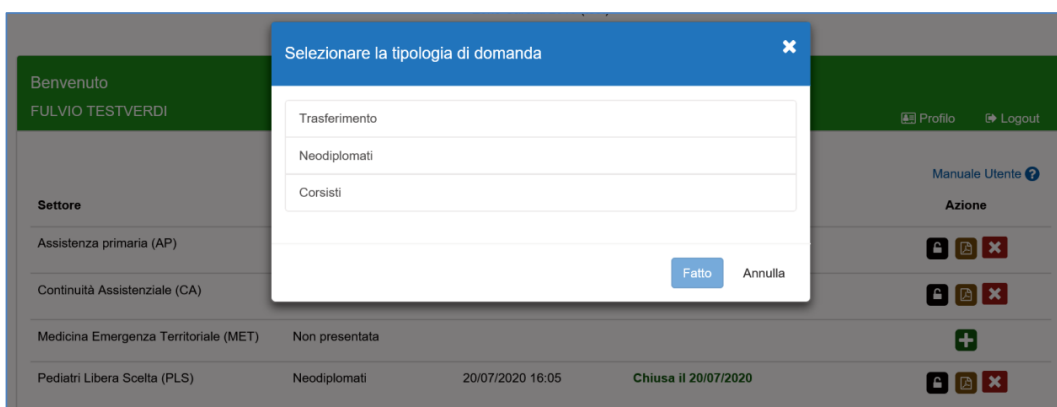 Selezionare la tipologia di domanda
Benvenuto
FULVIO TESTVERDI
Profilo Logout
Trasferimento
Neodiplomati
Corsisti
Manuale Utente
Settore Azione
Assistenza primaria (AP)
Fatto Annulla
Continuità Assistenziale (CA)
Medicina Emergenza Territoriale (MET) Non presentata
Pediatri Libera Scelta (PLS) Neodiplomati 20/07/2020 16:05 Chiusa il 20/07/2020